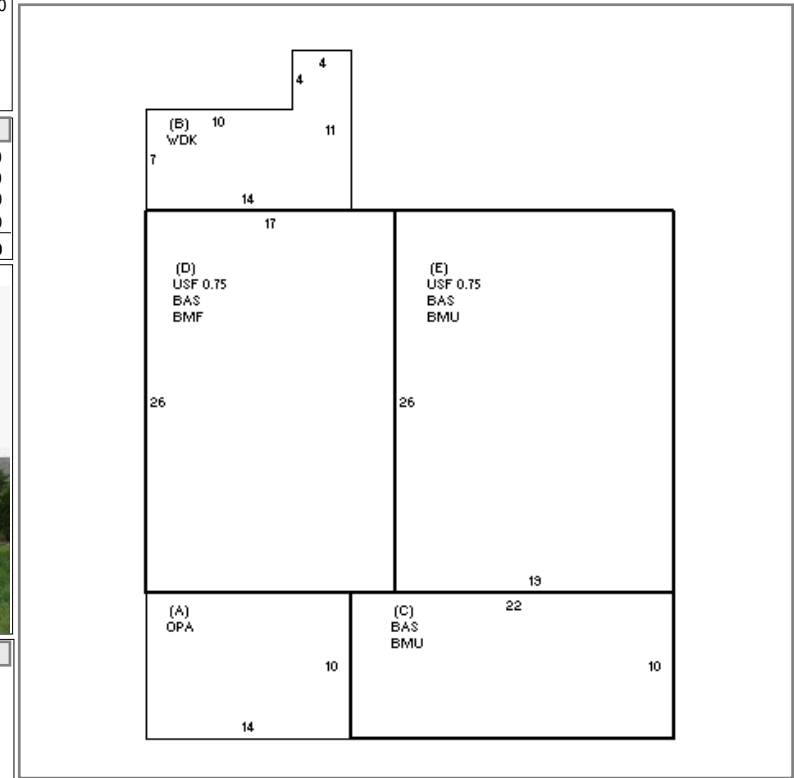 0
4
4
(B) 10
WDK
11
7
14
17
(D)
USF 0.75
BAS
BMF
(E)
USF 0.75
BAS
BMU
26
26
19
(A)
OPA
(C)
BAS
BMU
22
10
10
14